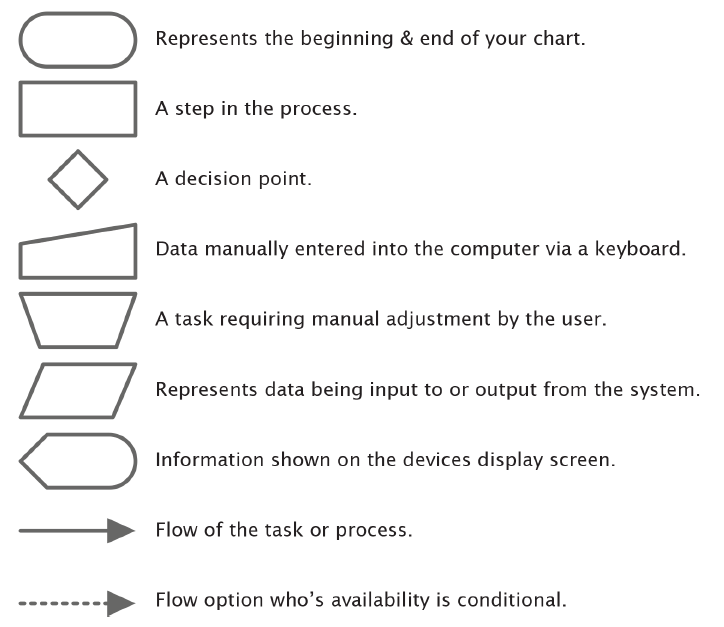 Represents the beginning & end of your chart.
A step in the process.
A decision point.
Data manually entered into the computer via a keyboard.
A task requiring manual adjustment by the user.
Represents data being input to or output from the system.
Information shown on the devices display screen.
Flow of the task or process.
Flow option who’s availability is conditional.